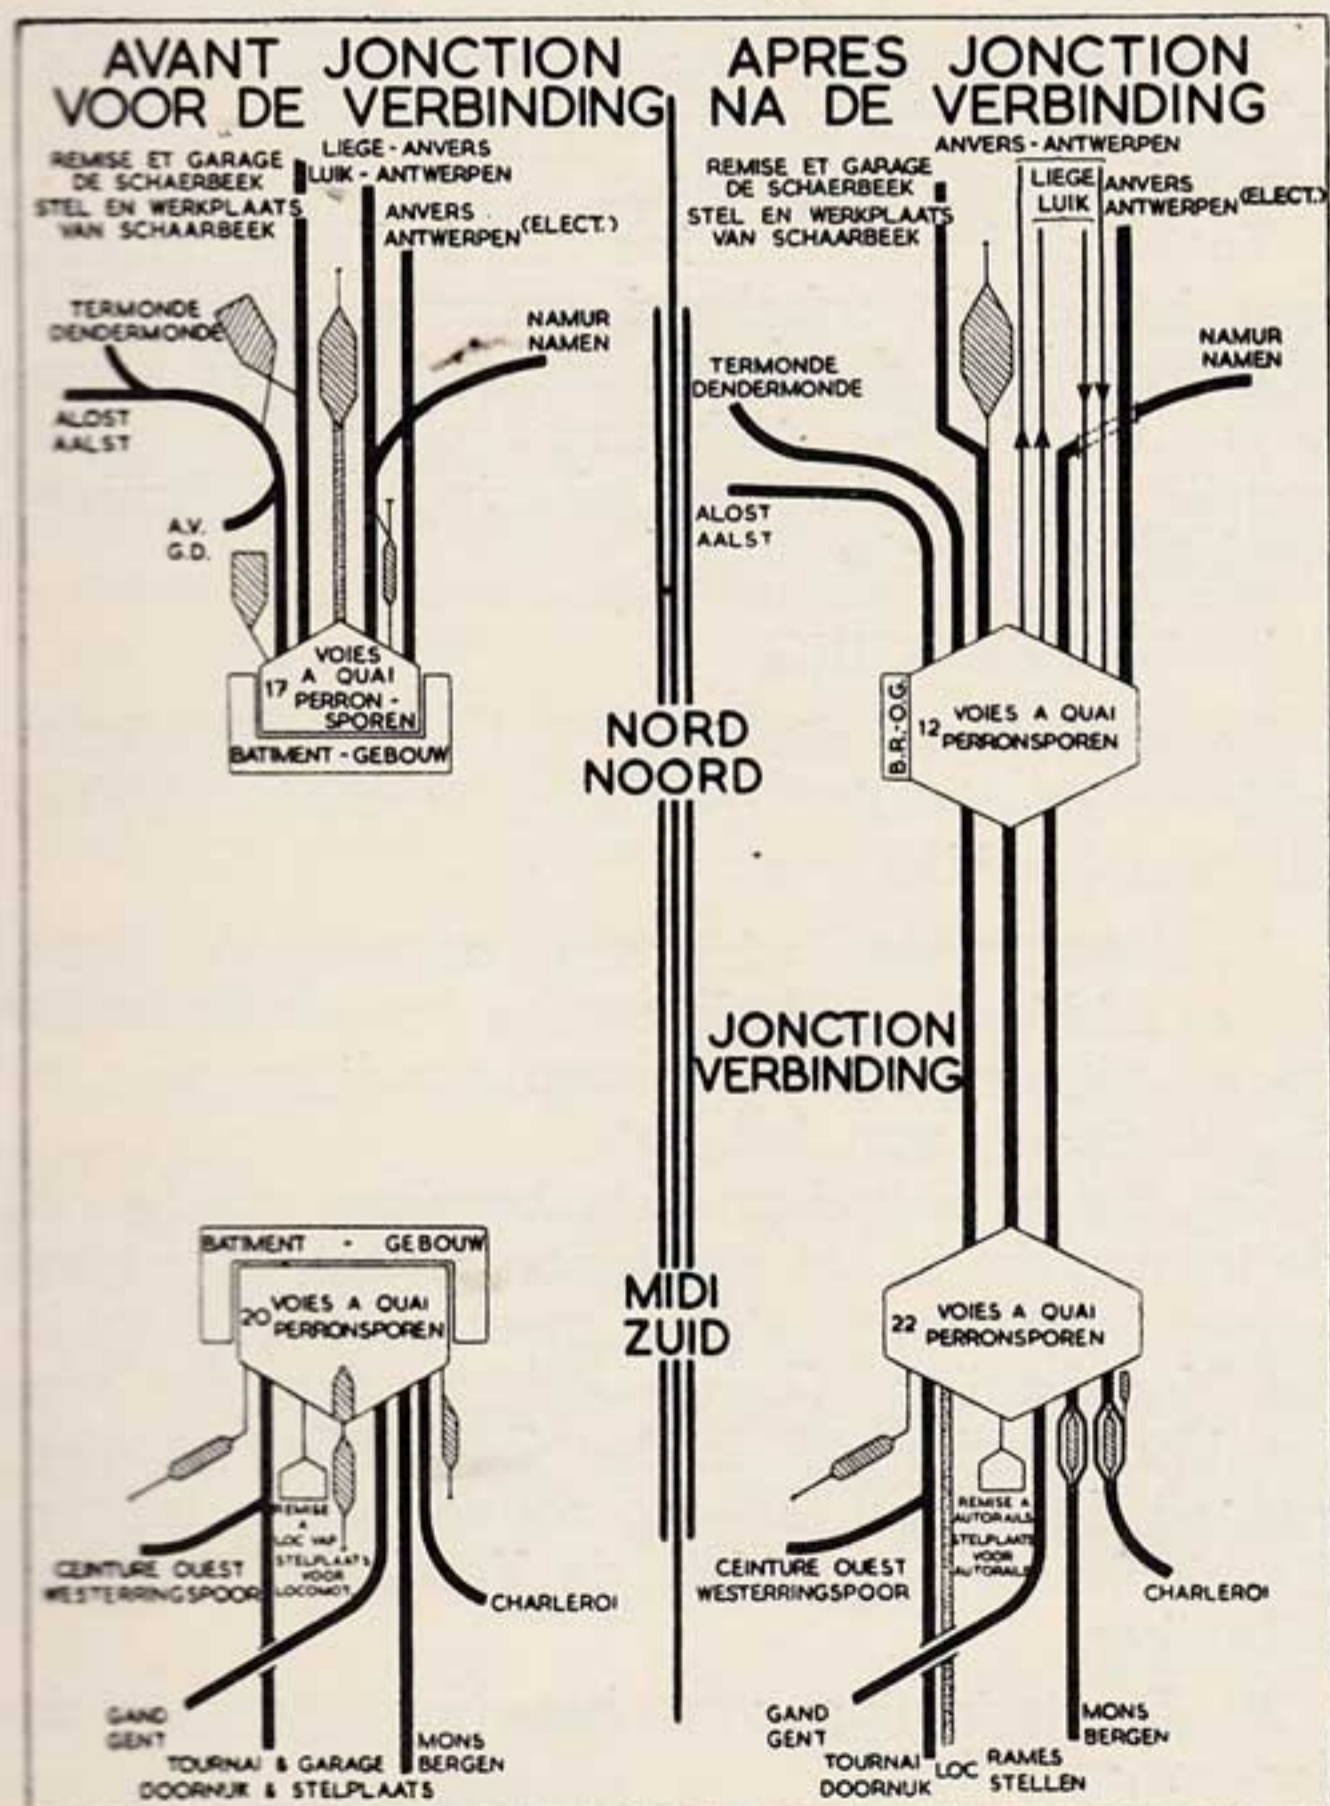 AVANT JONCTION
VOOR DE VERBINDING
REMISE ET GARAGE
DE SCHAERBEEK
STEL EN WERKPLAATS
VAN SCHAARBEEK
LIEGE - ANVERS
LUIK - ANTWERPEN
ANVERS
ANTWERPEN (ELECT.)
TERMONDE
DENDERMONDE
NAMUR
NAMEN
ALOST
AALST
A.V.
G.D.
17 VOIES
A QUAI
PERRON -
SPOREN
BATIMENT - GEBOUW
APRES JONCTION
NA DE VERBINDING
ANVERS - ANTWERPEN
REMISE ET GARAGE
DE SCHAERBEEK
STEL EN WERKPLAATS
VAN SCHAARBEEK
LIEGE
LUIK
ANVERS
ANTWERPEN (ELECT.)
TERMONDE
DENDERMONDE
NAMUR
NAMEN
ALOST
AALST
B.R.-O.G.
12 VOIES A QUAI
PERRONSPOREN
NORD
NOORD
JONCTION
VERBINDING
BATIMENT - GEBOUW
20 VOIES A QUAI
PERRONSPOREN
MIDI
ZUID
22 VOIES A QUAI
PERRONSPOREN
REMISE
A
LOC VAP
STELPLAATS
VOOR
LOCOMOT.
CEINTURE OUEST
WESTERRINGSPOOR
CHARLEROI
GAND
GENT
TOURNAI & GARAGE
DOORNIJK & STELPLAATS
MONS
BERGEN
REMISE A
AUTORAILS
STELPLAATS
VOOR
AUTORAILS
CEINTURE OUEST
WESTERRINGSPOOR
CHARLEROI
GAND
GENT
TOURNAI
DOORNIJK
LOC
RAMES
STELLEN
MONS
BERGEN